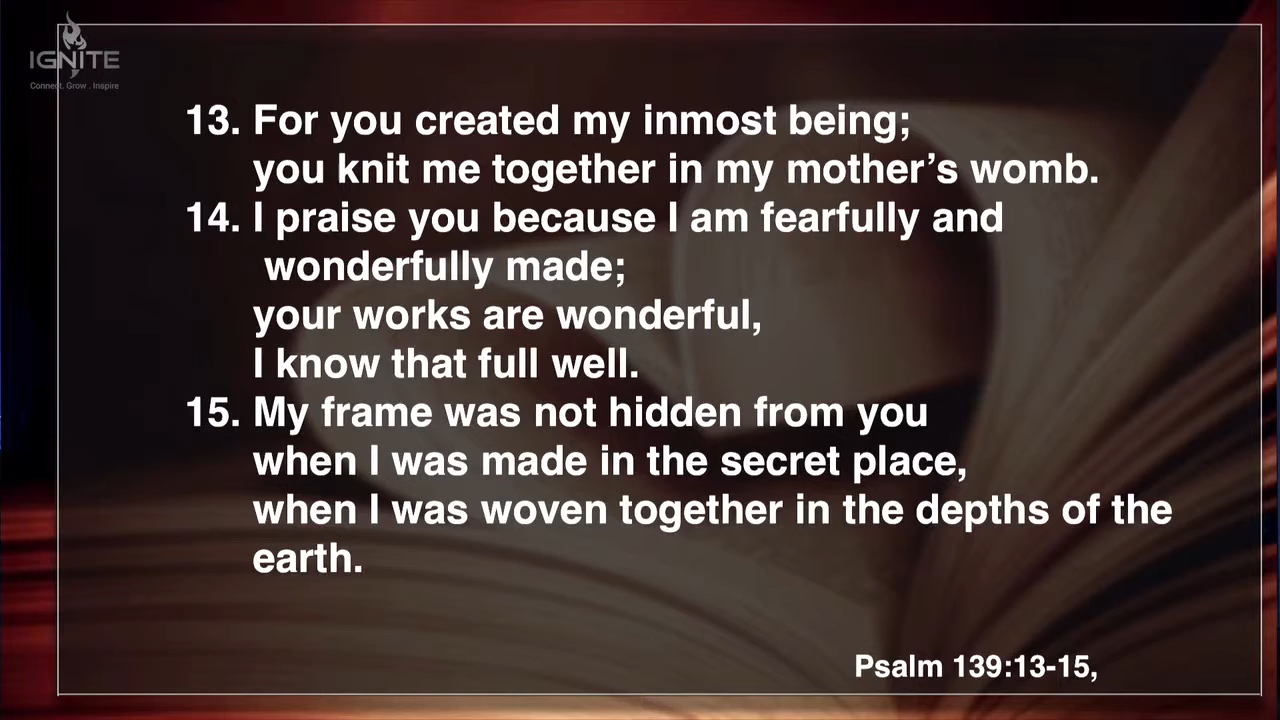 IGNITE
Connect. Grow . Inspire
13. For you created my inmost being;
you knit me together in my mother’s womb.
14. I praise you because I am fearfully and
wonderfully made;
your works are wonderful,
I know that full well.
15. My frame was not hidden from you
when I was made in the secret place,
when I was woven together in the depths of the
earth.
Psalm 139:13-15,